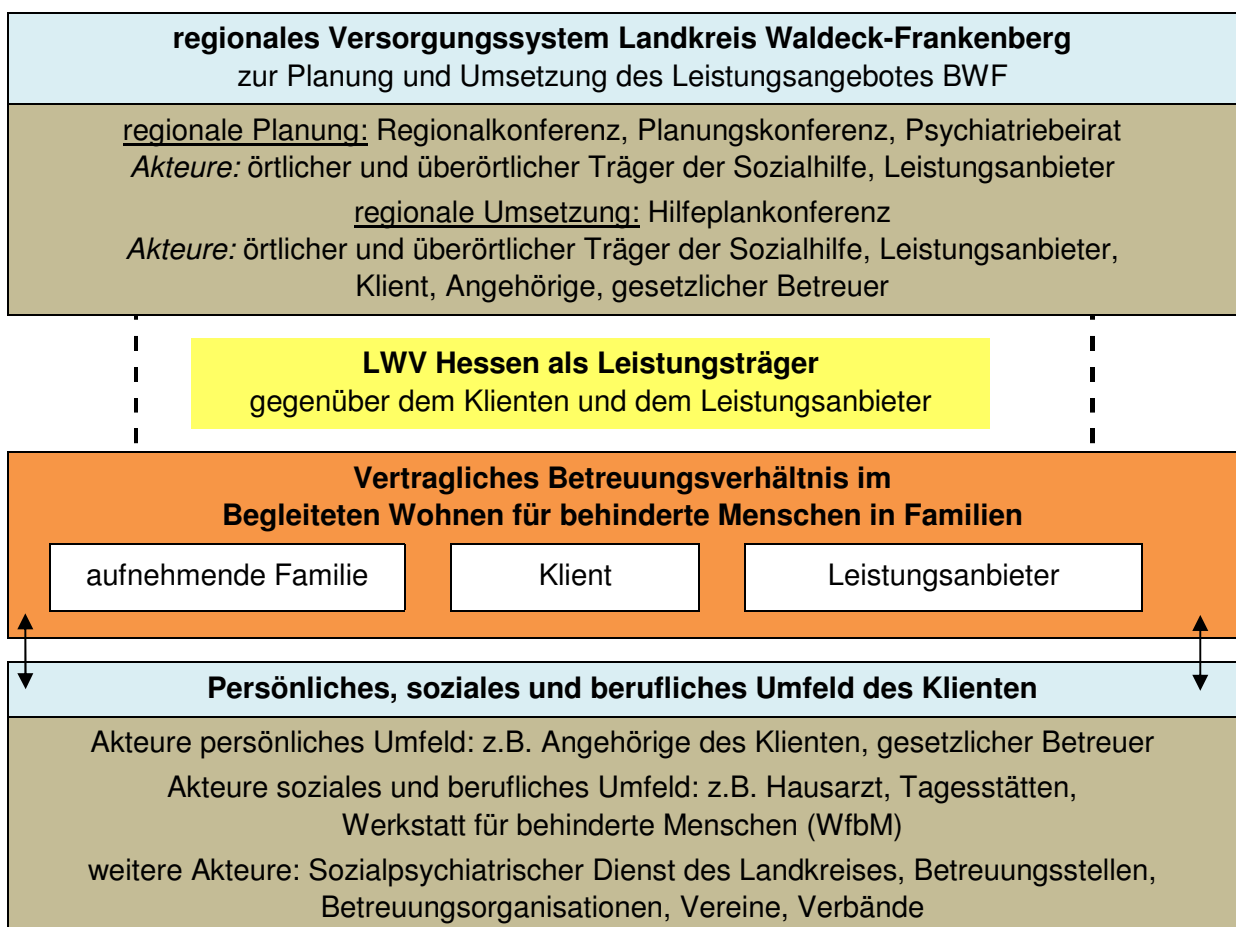 regionales Versorgungssystem Landkreis Waldeck-Frankenberg
zur Planung und Umsetzung des Leistungsangebotes BWF
regionale Planung: Regionalkonferenz, Planungskonferenz, Psychiatriebeirat
Akteure: örtlicher und überörtlicher Träger der Sozialhilfe, Leistungsanbieter
regionale Umsetzung: Hilfeplankonferenz
Akteure: örtlicher und überörtlicher Träger der Sozialhilfe, Leistungsanbieter,
Klient, Angehörige, gesetzlicher Betreuer
LWV Hessen als Leistungsträger
gegenüber dem Klienten und dem Leistungsanbieter
Vertragliches Betreuungsverhältnis im
Begleiteten Wohnen für behinderte Menschen in Familien
aufnehmende Familie
Klient
Leistungsanbieter
Persönliches, soziales und berufliches Umfeld des Klienten
Akteure persönliches Umfeld: z.B. Angehörige des Klienten, gesetzlicher Betreuer
Akteure soziales und berufliches Umfeld: z.B. Hausarzt, Tagesstätten,
Werkstatt für behinderte Menschen (WfbM)
weitere Akteure: Sozialpsychiatrischer Dienst des Landkreises, Betreuungsstellen,
Betreuungsorganisationen, Vereine, Verbände